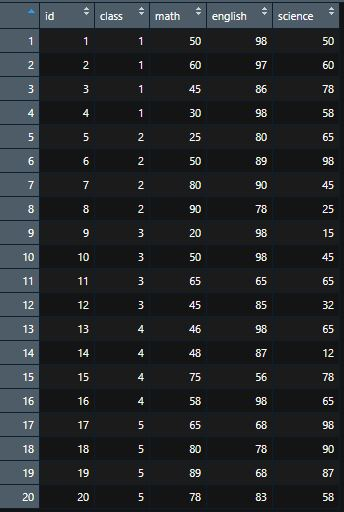 id class math english science
1 1 1 50 98 50
2 2 1 60 97 60
3 3 1 45 86 78
4 4 1 30 98 58
5 5 2 25 80 65
6 6 2 50 89 98
7 7 2 80 90 45
8 8 2 90 78 25
9 9 3 20 98 15
10 10 3 50 98 45
11 11 3 65 65 65
12 12 3 45 85 32
13 13 4 46 98 65
14 14 4 48 87 12
15 15 4 75 56 78
16 16 4 58 98 65
17 17 5 65 68 98
18 18 5 80 78 90
19 19 5 89 68 87
20 20 5 78 83 58